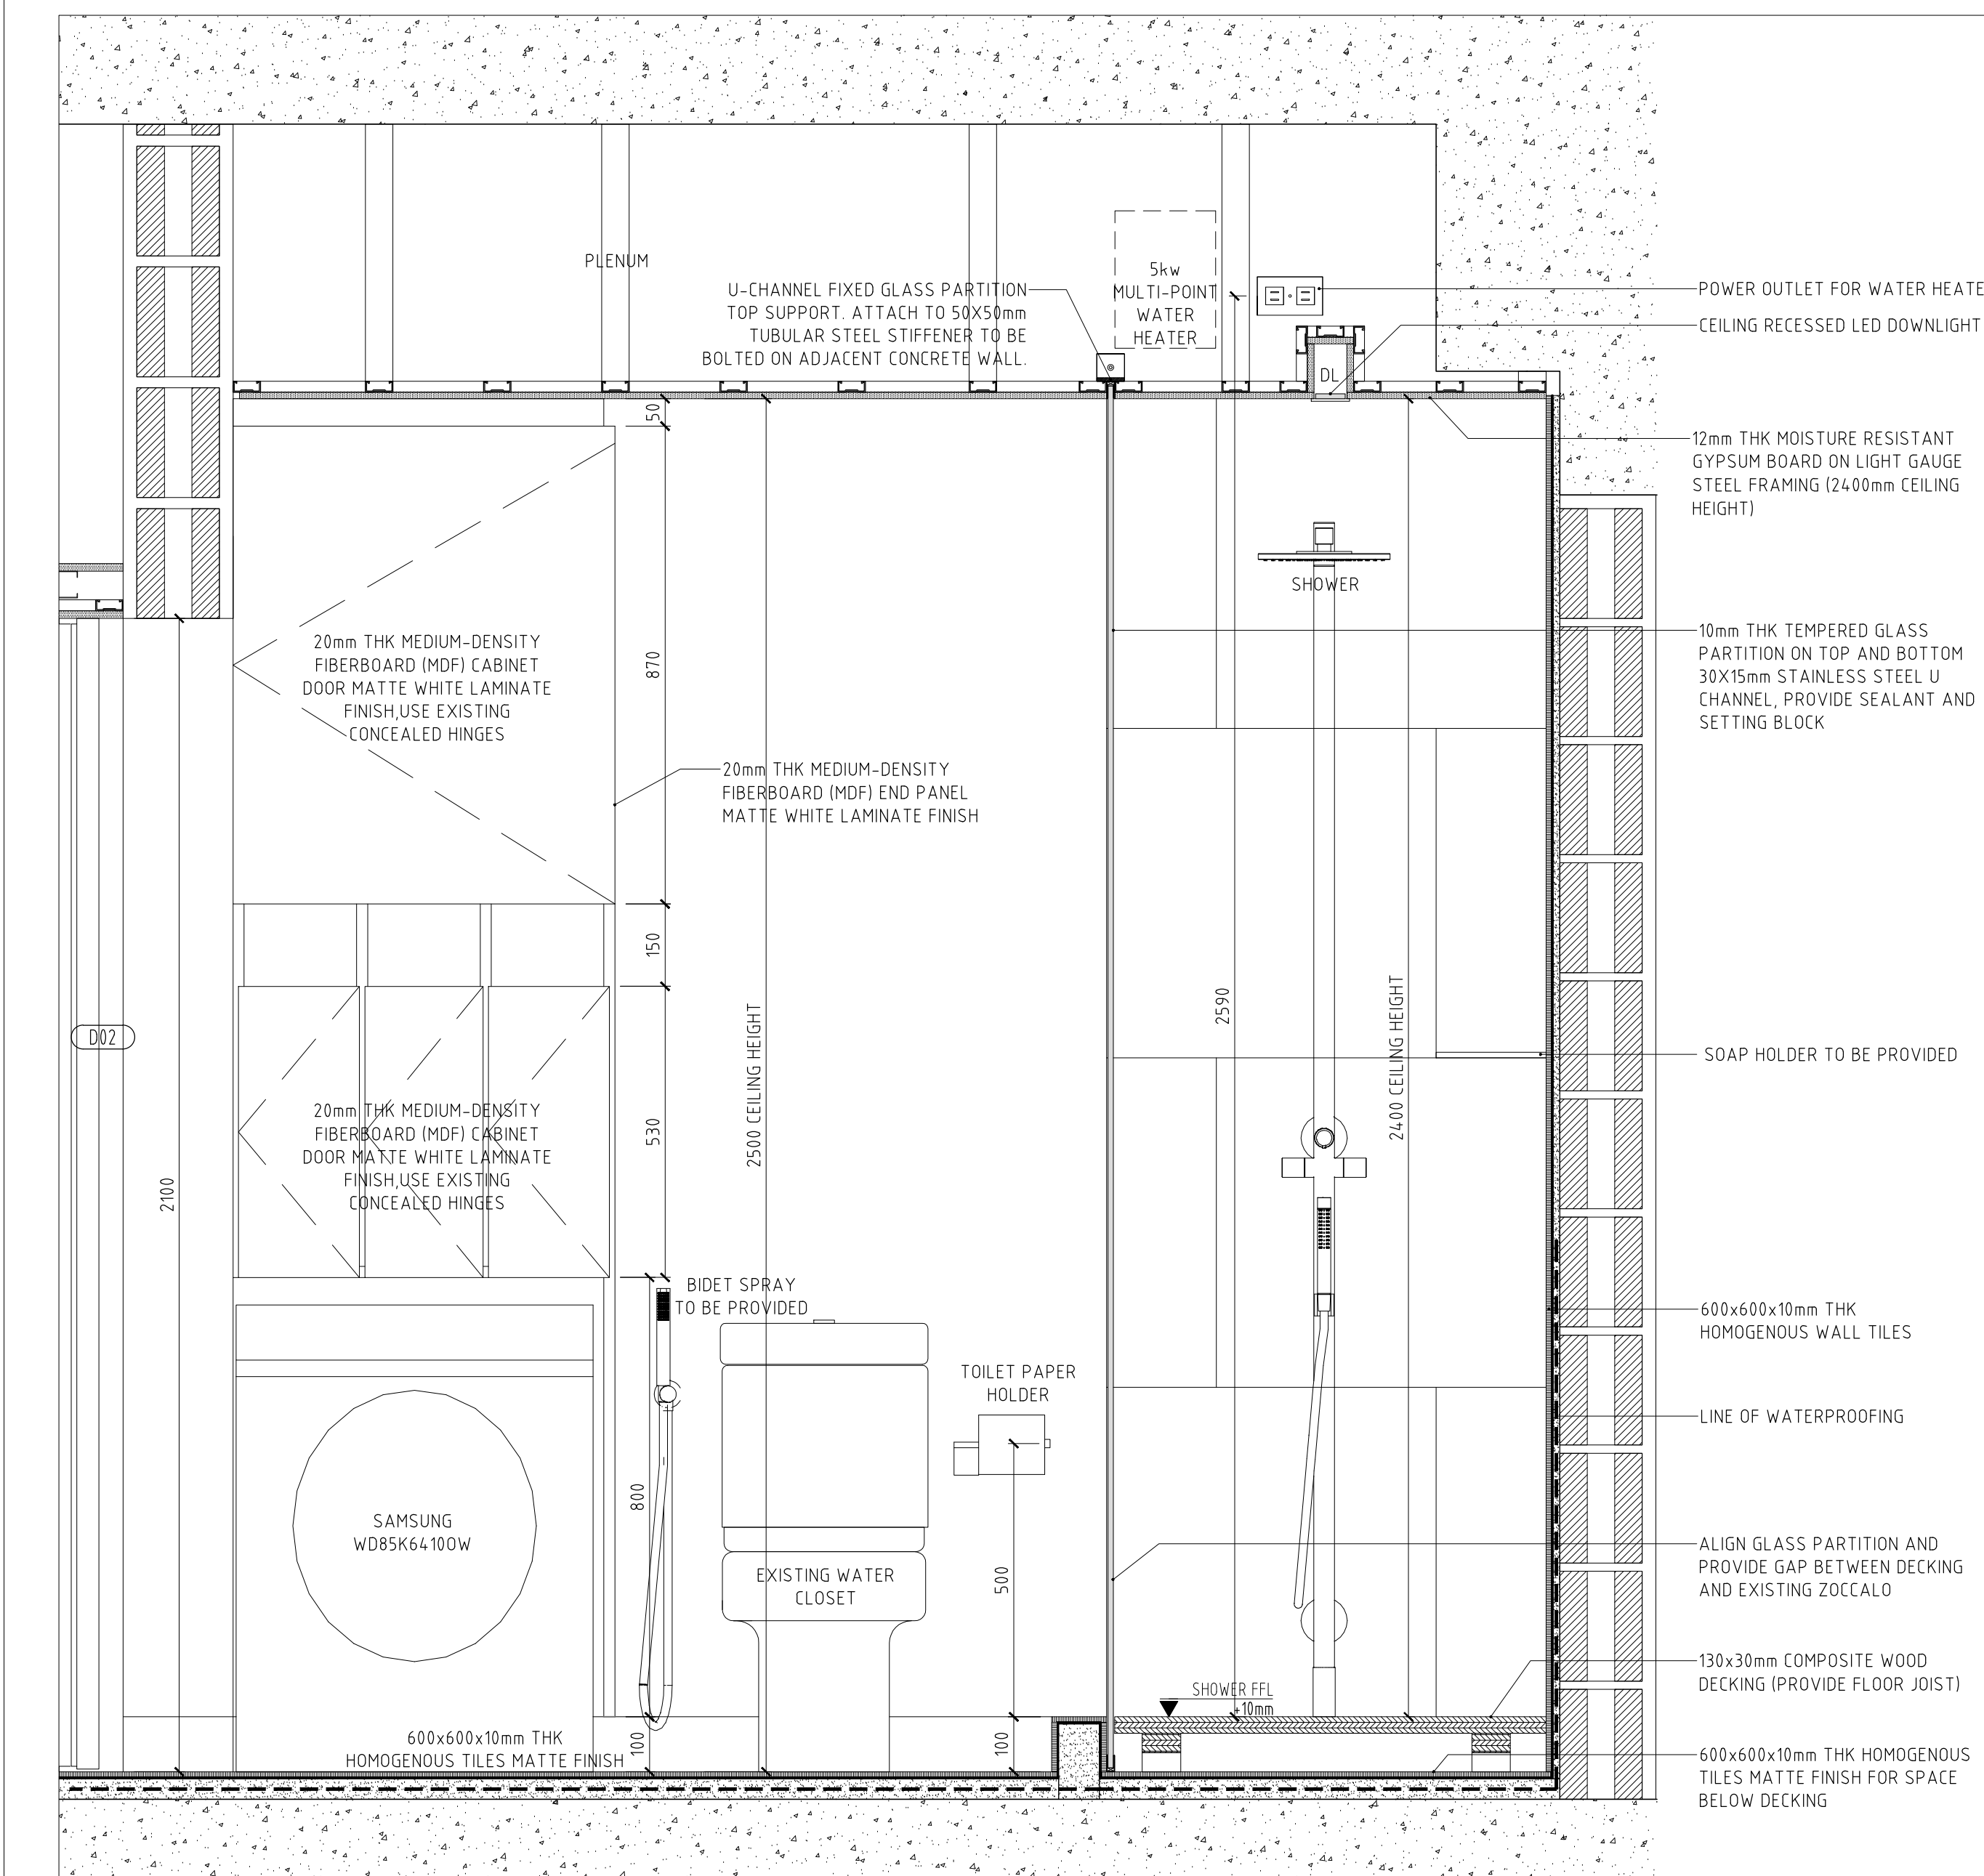 PLENUM
U-CHANNEL FIXED GLASS PARTITION
TOP SUPPORT. ATTACH TO 50X50mm
TUBULAR STEEL STIFFENER TO BE
BOLTED ON ADJACENT CONCRETE WALL.
5kw
MULTI-POINT
WATER
HEATER
POWER OUTLET FOR WATER HEATE
CEILING RECESSED LED DOWNLIGHT
DL
50
12mm THK MOISTURE RESISTANT
GYPSUM BOARD ON LIGHT GAUGE
STEEL FRAMING (2400mm CEILING
HEIGHT)
SHOWER
20mm THK MEDIUM-DENSITY
FIBERBOARD (MDF) CABINET
DOOR MATTE WHITE LAMINATE
FINISH,USE EXISTING
CONCEALED HINGES
870
10mm THK TEMPERED GLASS
PARTITION ON TOP AND BOTTOM
30X15mm STAINLESS STEEL U
CHANNEL, PROVIDE SEALANT AND
SETTING BLOCK
20mm THK MEDIUM-DENSITY
FIBERBOARD (MDF) END PANEL
MATTE WHITE LAMINATE FINISH
150
D02
2500 CEILING HEIGHT
2590
2400 CEILING HEIGHT
SOAP HOLDER TO BE PROVIDED
20mm THK MEDIUM-DENSITY
FIBERBOARD (MDF) CABINET
DOOR MATTE WHITE LAMINATE
FINISH,USE EXISTING
CONCEALED HINGES
530
2100
BIDET SPRAY
TO BE PROVIDED
600x600x10mm THK
HOMOGENOUS WALL TILES
TOILET PAPER
HOLDER
LINE OF WATERPROOFING
800
SAMSUNG
WD85K6410OW
EXISTING WATER
CLOSET
500
ALIGN GLASS PARTITION AND
PROVIDE GAP BETWEEN DECKING
AND EXISTING ZOCCALO
130x30mm COMPOSITE WOOD
DECKING (PROVIDE FLOOR JOIST)
SHOWER FFL
+10mm
600x600x10mm THK
HOMOGENOUS TILES MATTE FINISH
100
100
600x600x10mm THK HOMOGENOUS
TILES MATTE FINISH FOR SPACE
BELOW DECKING